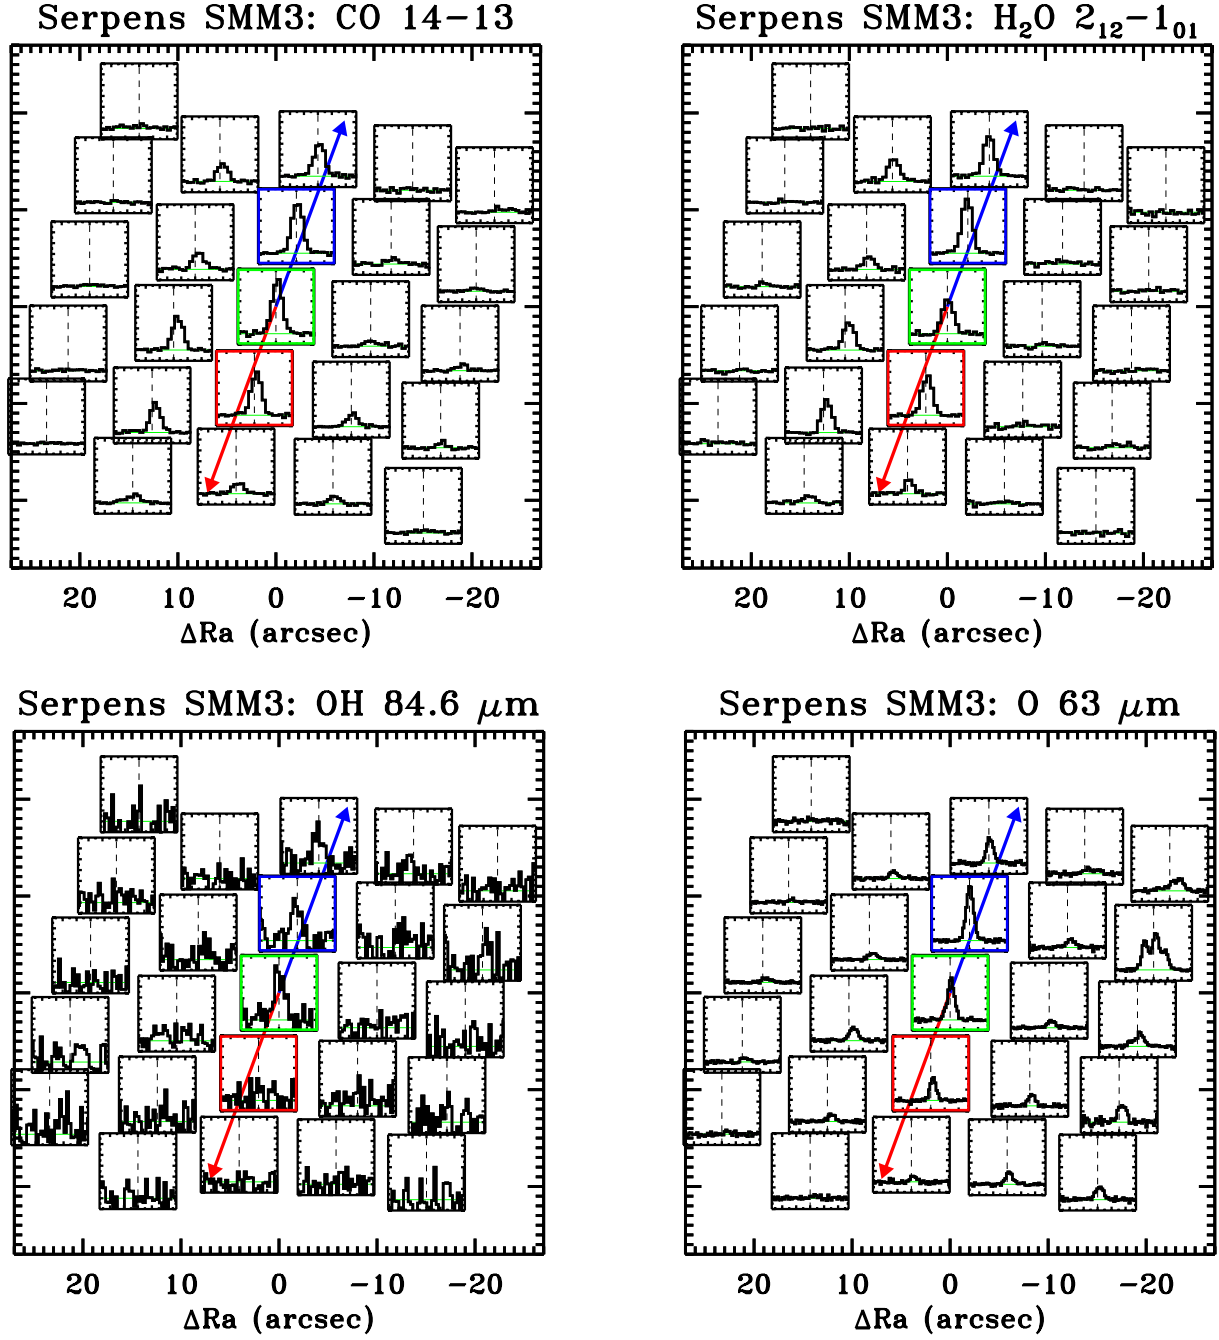 Serpens SMM3: CO 14−13
Serpens SMM3: H₂O 2₁₂−1₀₁
20 10 0 −10 −20
ΔRa (arcsec)
20 10 0 −10 −20
ΔRa (arcsec)
Serpens SMM3: OH 84.6 μm
Serpens SMM3: O 63 μm
20 10 0 −10 −20
ΔRa (arcsec)
20 10 0 −10 −20
ΔRa (arcsec)